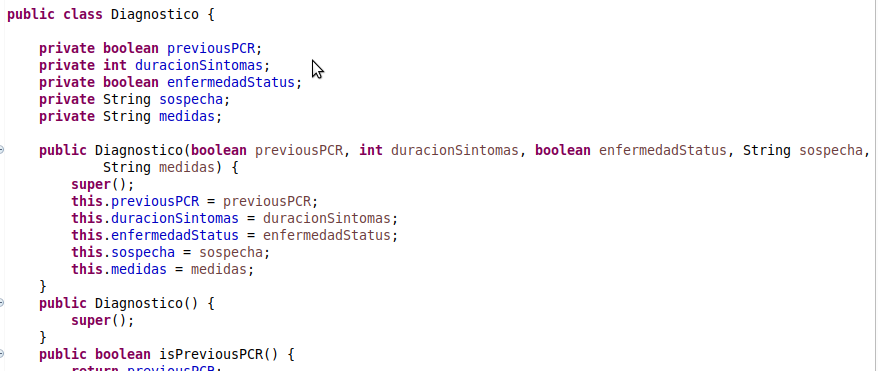 public class Diagnostico {
private boolean previousPCR;
private int duracionSintomas;
private boolean enfermedadStatus;
private String sospecha;
private String medidas;
public Diagnostico(boolean previousPCR, int duracionSintomas, boolean enfermedadStatus, String sospecha,
String medidas) {
super();
this.previousPCR = previousPCR;
this.duracionSintomas = duracionSintomas;
this.enfermedadStatus = enfermedadStatus;
this.sospecha = sospecha;
this.medidas = medidas;
}
public Diagnostico() {
super();
}
public boolean isPreviousPCR() {
return previousPCR;